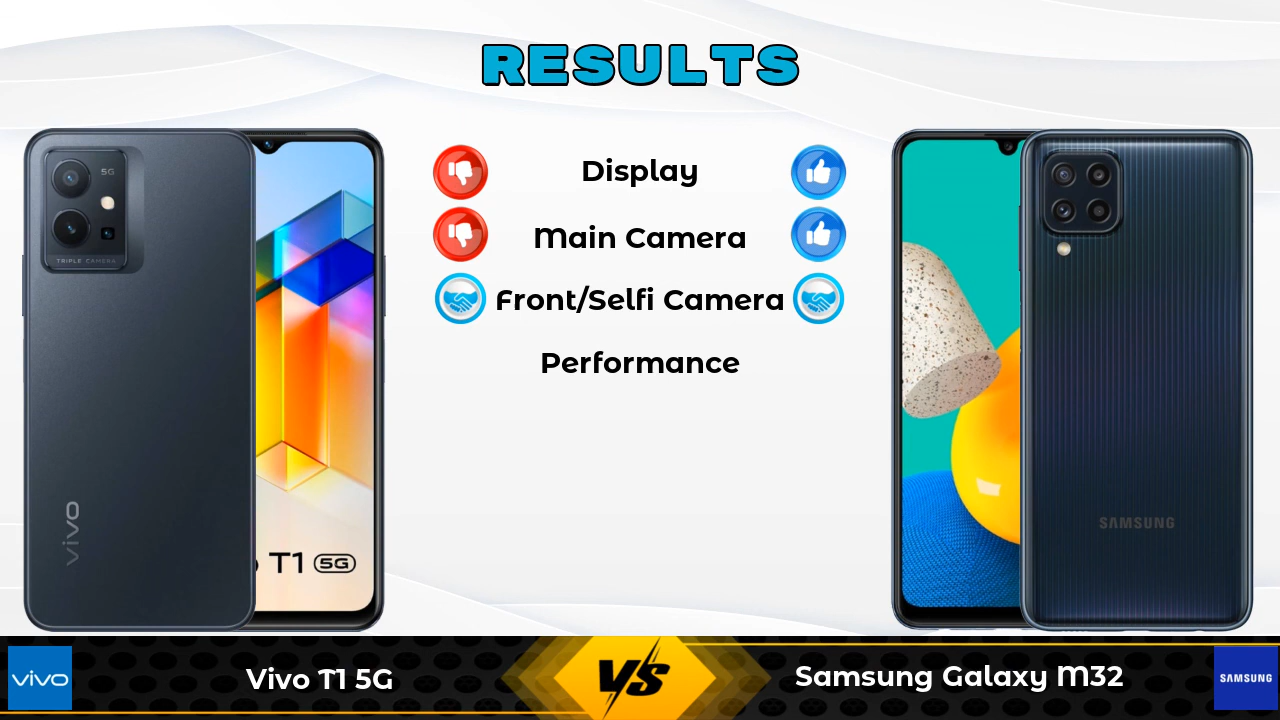 RESULTS
5G
TRIPLE CAMERA
vivo
T1 5G
Display
Main Camera
Front/Selfi Camera
Performance
SAMSUNG
vivo
Vivo T1 5G
VS
Samsung Galaxy M32
SAMSUNG